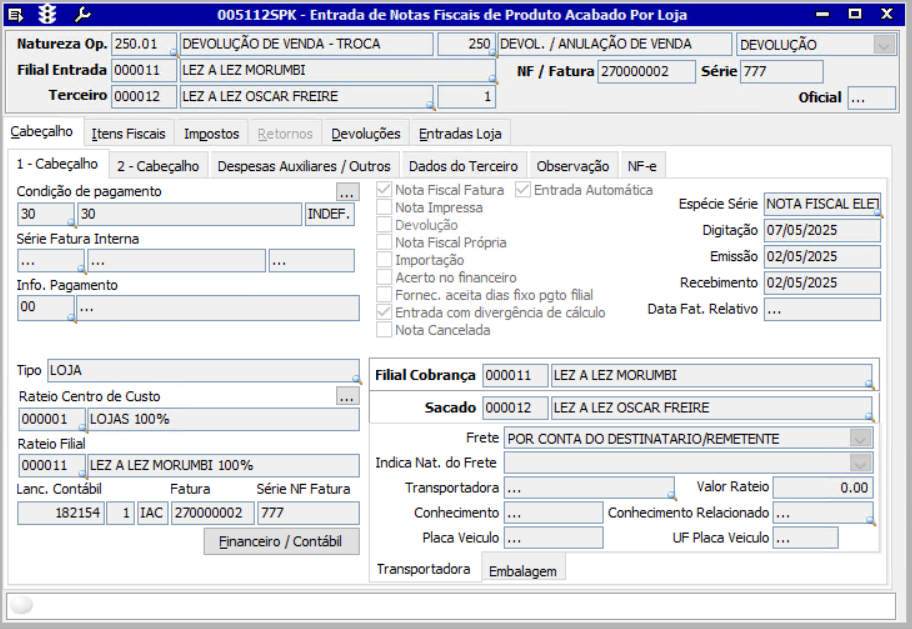 005112SPK - Entrada de Notas Fiscais de Produto Acabado Por Loja
Natureza Op. 250.01 DEVOLUÇÃO DE VENDA - TROCA 250 DEVOL. / ANULAÇÃO DE VENDA DEVOLUÇÃO
Filial Entrada 000011 LEZ A LEZ MORUMBI NF / Fatura 270000002 Série 777
Terceiro 000012 LEZ A LEZ OSCAR FREIRE 1
Oficial ...
Cabeçalho Itens Fiscais Impostos Retornos Devoluções Entradas Loja
1 - Cabeçalho 2 - Cabeçalho Despesas Auxiliares / Outros Dados do Terceiro Observação NF-e
Condição de pagamento ...
30 30 INDEF.
Série Fatura Interna
... ... ...
Info. Pagamento
00 ...
Nota Fiscal Fatura Entrada Automática
Nota Impressa
Devolução
Nota Fiscal Própria
Importação
Acerto no financeiro
Fornec. aceita dias fixo pgto filial
Entrada com divergência de cálculo
Nota Cancelada
Espécie Série NOTA FISCAL ELET
Digitação 07/05/2025
Emissão 02/05/2025
Recebimento 02/05/2025
Data Fat. Relativo ...
Tipo LOJA
Rateio Centro de Custo ...
000001 LOJAS 100%
Rateio Filial
000011 LEZ A LEZ MORUMBI 100%
Lanc. Contábil Fatura Série NF Fatura
182154 1 IAC 270000002 777
Financeiro / Contábil
Filial Cobrança 000011 LEZ A LEZ MORUMBI
Sacado 000012 LEZ A LEZ OSCAR FREIRE
Frete POR CONTA DO DESTINATARIO/REMETENTE
Indica Nat. do Frete
Transportadora ... Valor Rateio 0.00
Conhecimento ... Conhecimento Relacionado ...
Placa Veiculo ... UF Placa Veiculo ...
Transportadora Embalagem